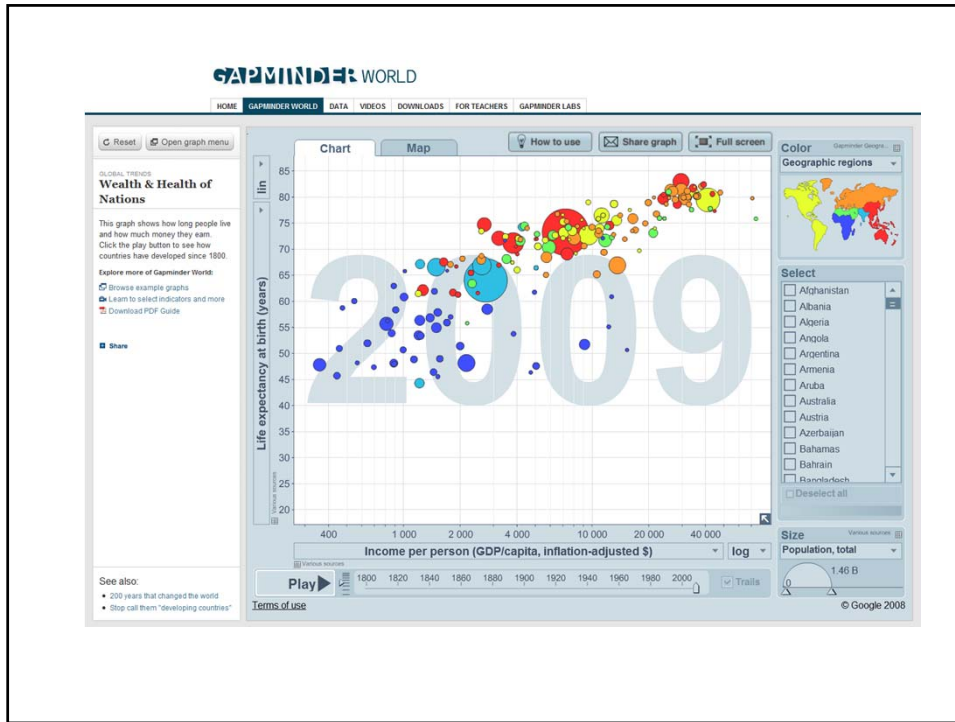 GAPMINDER WORLD
HOME GAPMINDER WORLD DATA VIDEOS DOWNLOADS FOR TEACHERS GAPMINDER LABS
Reset Open graph menu
GLOBAL TRENDS
Wealth & Health of
Nations
This graph shows how long people live
and how much money they earn.
Click the play button to see how
countries have developed since 1800.
Explore more of Gapminder World:
Browse example graphs
Learn to select indicators and more
Download PDF Guide
Share
See also:
200 years that changed the world
Stop call them "developing countries"
Chart Map
How to use Share graph Full screen
lin
Life expectancy at birth (years)
Various sources
85
80
75
70
65
60
55
50
45
40
35
30
25
20
2009
400 1 000 2 000 4 000 10 000 20 000 40 000
Income per person (GDP/capita, inflation-adjusted $) log
Various sources
Play 1800 1820 1840 1860 1880 1900 1920 1940 1960 1980 2000 Trails
Terms of use
Color Gapminder Geogra...
Geographic regions
Select
Afghanistan
Albania
Algeria
Angola
Argentina
Armenia
Aruba
Australia
Austria
Azerbaijan
Bahamas
Bahrain
Bangladesh
Deselect all
Size Various sources
Population, total
1.46 B
0
© Google 2008